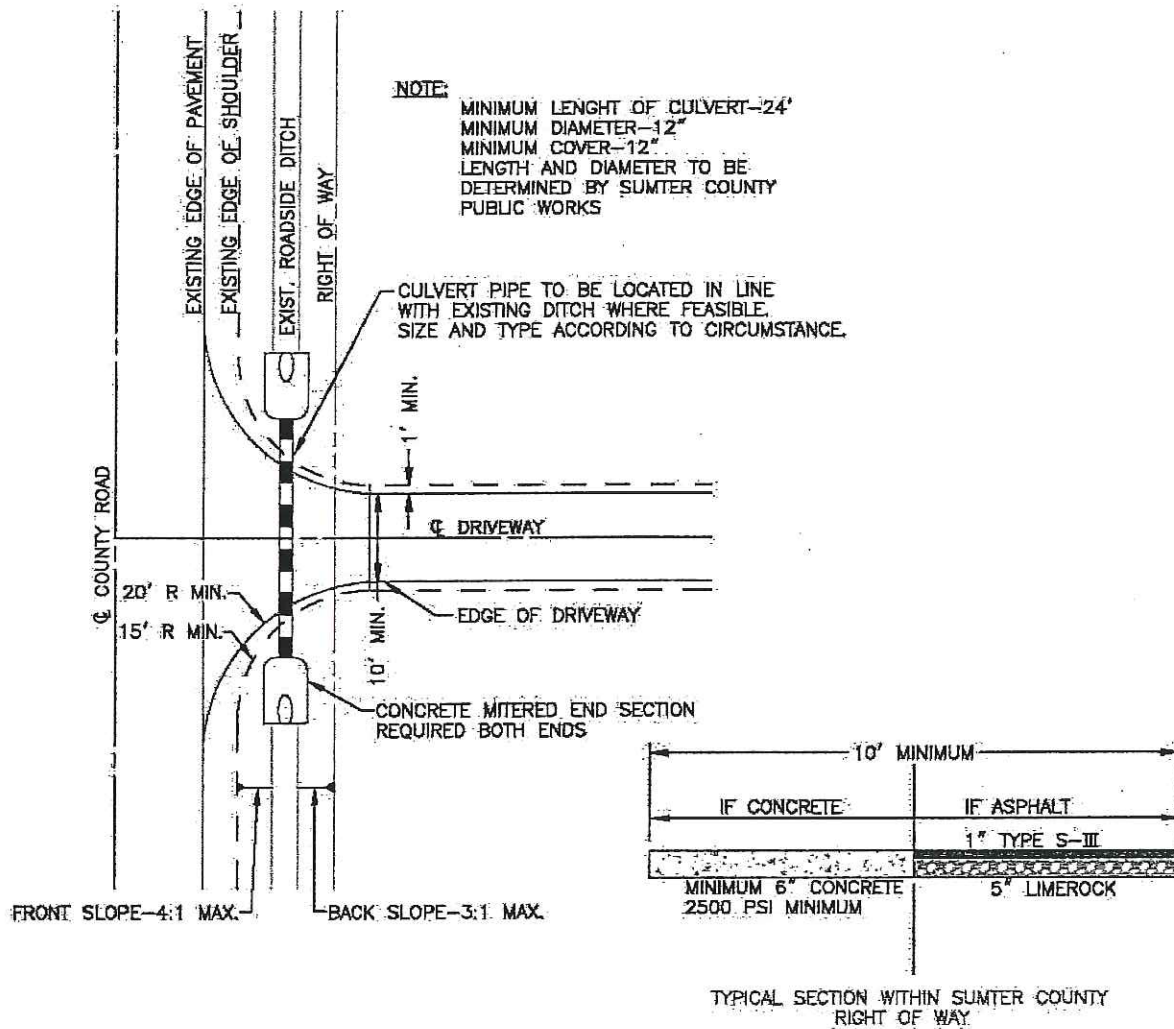 EXISTING EDGE OF PAVEMENT
EXISTING EDGE OF SHOULDER
EXIST. ROADSIDE DITCH
RIGHT OF WAY
NOTE:
MINIMUM LENGHT OF CULVERT-24'
MINIMUM DIAMETER-12"
MINIMUM COVER-12"
LENGTH AND DIAMETER TO BE
DETERMINED BY SUMTER COUNTY
PUBLIC WORKS
CULVERT PIPE TO BE LOCATED IN LINE
WITH EXISTING DITCH WHERE FEASIBLE.
SIZE AND TYPE ACCORDING TO CIRCUMSTANCE.
1' MIN.
℄ COUNTY ROAD
℄ DRIVEWAY
20' R MIN.
15' R MIN.
10' MIN.
EDGE OF DRIVEWAY
CONCRETE MITERED END SECTION
REQUIRED BOTH ENDS
FRONT SLOPE-4:1 MAX.
BACK SLOPE-3:1 MAX.
10' MINIMUM
IF CONCRETE
IF ASPHALT
1" TYPE S-III
MINIMUM 6" CONCRETE
2500 PSI MINIMUM
5" LIMEROCK
TYPICAL SECTION WITHIN SUMTER COUNTY
RIGHT OF WAY